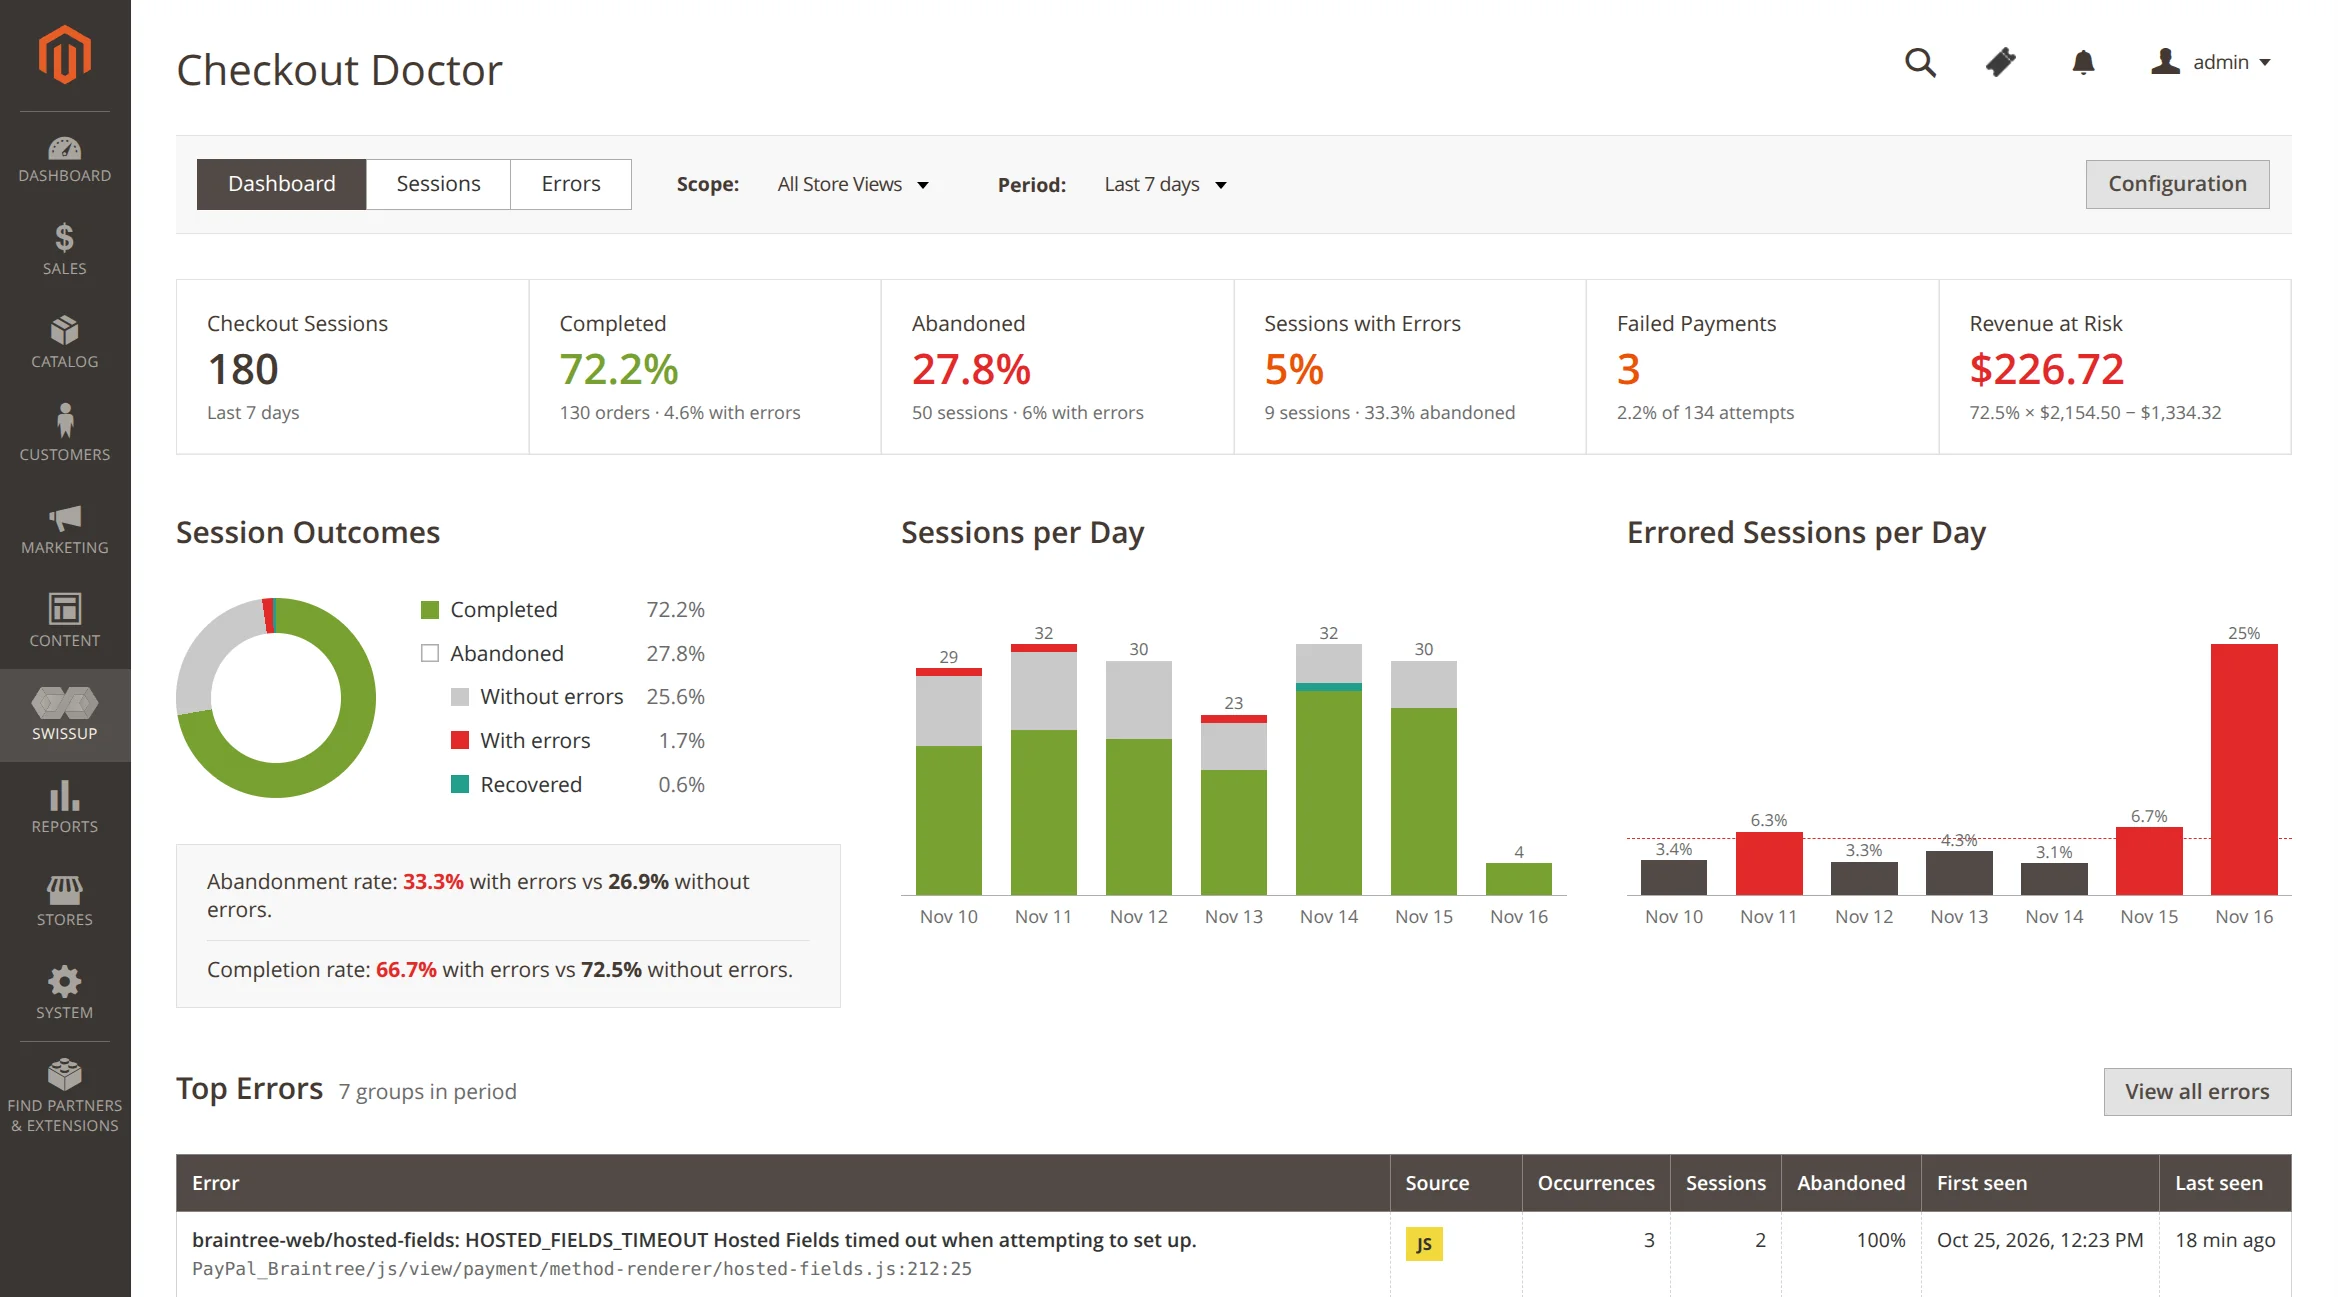 Checkout Doctor
admin
DASHBOARD
SALES
CATALOG
CUSTOMERS
MARKETING
CONTENT
SWISSUP
REPORTS
STORES
SYSTEM
FIND PARTNERS
& EXTENSIONS
Dashboard
Sessions
Errors
Scope:
All Store Views
Period:
Last 7 days
Configuration
Checkout Sessions
180
Last 7 days
Completed
72.2%
130 orders · 4.6% with errors
Abandoned
27.8%
50 sessions · 6% with errors
Sessions with Errors
5%
9 sessions · 33.3% abandoned
Failed Payments
3
2.2% of 134 attempts
Revenue at Risk
$226.72
72.5% × $2,154.50 − $1,334.32
Session Outcomes
Completed 72.2%
Abandoned 27.8%
Without errors 25.6%
With errors 1.7%
Recovered 0.6%
Abandonment rate: 33.3% with errors vs 26.9% without
errors.
Completion rate: 66.7% with errors vs 72.5% without errors.
Sessions per Day
29
32
30
23
32
30
4
Nov 10 Nov 11 Nov 12 Nov 13 Nov 14 Nov 15 Nov 16
Errored Sessions per Day
3.4%
6.3%
3.3%
4.3%
3.1%
6.7%
25%
Nov 10 Nov 11 Nov 12 Nov 13 Nov 14 Nov 15 Nov 16
Top Errors 7 groups in period
View all errors
Error Source Occurrences Sessions Abandoned First seen Last seen
braintree-web/hosted-fields: HOSTED_FIELDS_TIMEOUT Hosted Fields timed out when attempting to set up. JS 3 2 100% Oct 25, 2026, 12:23 PM 18 min ago
PayPal_Braintree/js/view/payment/method-renderer/hosted-fields.js:212:25